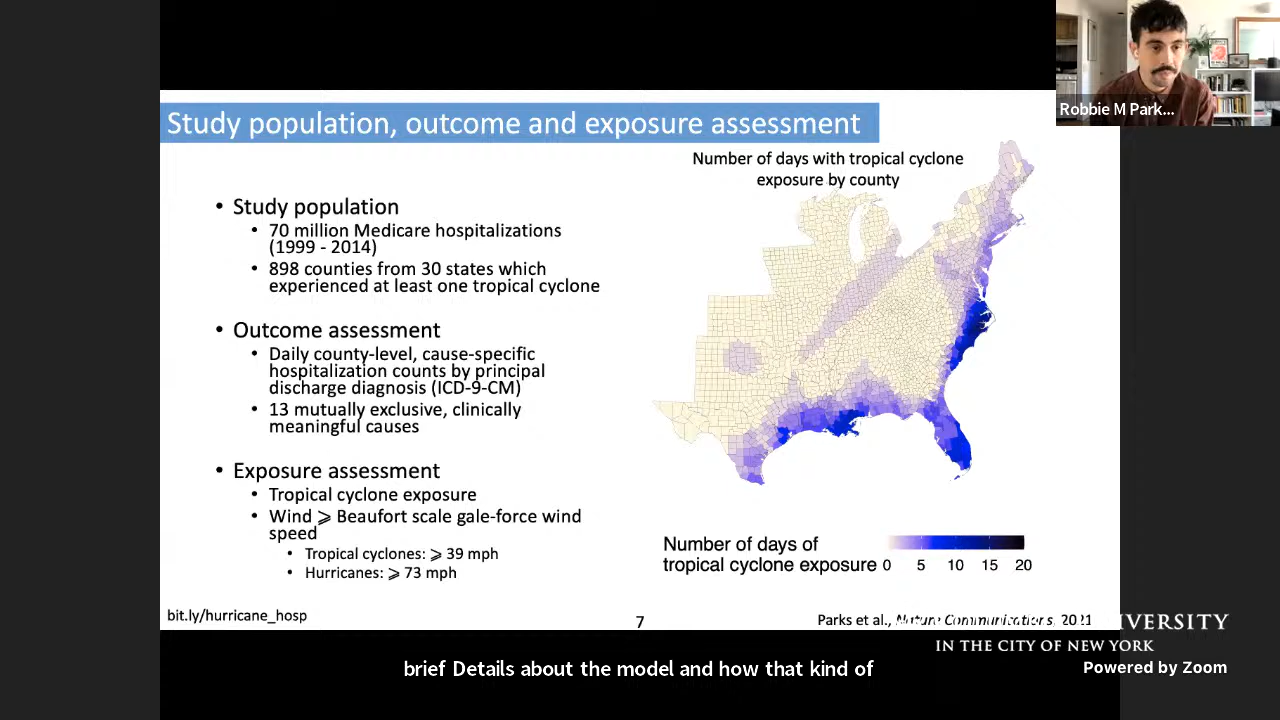 Robbie M Park...
Study population, outcome and exposure assessment
Number of days with tropical cyclone
exposure by county
• Study population
• 70 million Medicare hospitalizations
(1999 - 2014)
• 898 counties from 30 states which
experienced at least one tropical cyclone
• Outcome assessment
• Daily county-level, cause-specific
hospitalization counts by principal
discharge diagnosis (ICD-9-CM)
• 13 mutually exclusive, clinically
meaningful causes
• Exposure assessment
• Tropical cyclone exposure
• Wind ⩾ Beaufort scale gale-force wind
speed
• Tropical cyclones: ⩾ 39 mph
• Hurricanes: ⩾ 73 mph
Number of days of
tropical cyclone exposure 0 5 10 15 20
bit.ly/hurricane_hosp
7
Parks et al., Nature Communications, 2021
IN THE CITY OF NEW YORK
Powered by Zoom
brief Details about the model and how that kind of